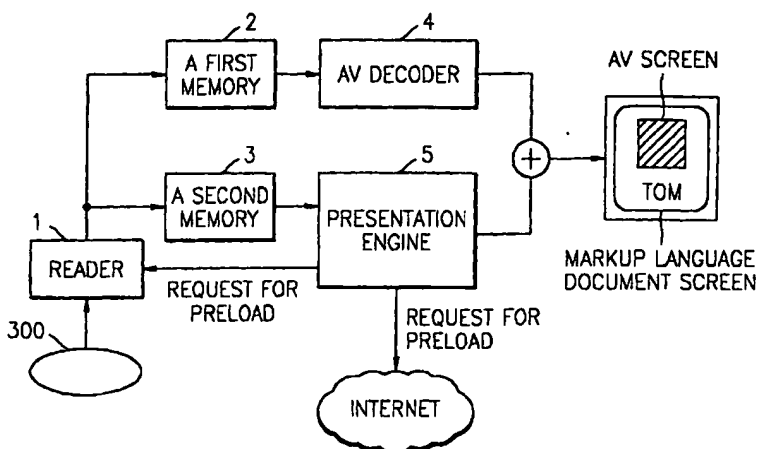 2
A FIRST
MEMORY
4
AV DECODER
AV SCREEN
TOM
MARKUP LANGUAGE
DOCUMENT SCREEN
3
A SECOND
MEMORY
5
PRESENTATION
ENGINE
+
1
READER
REQUEST FOR
PRELOAD
REQUEST FOR
PRELOAD
300
INTERNET